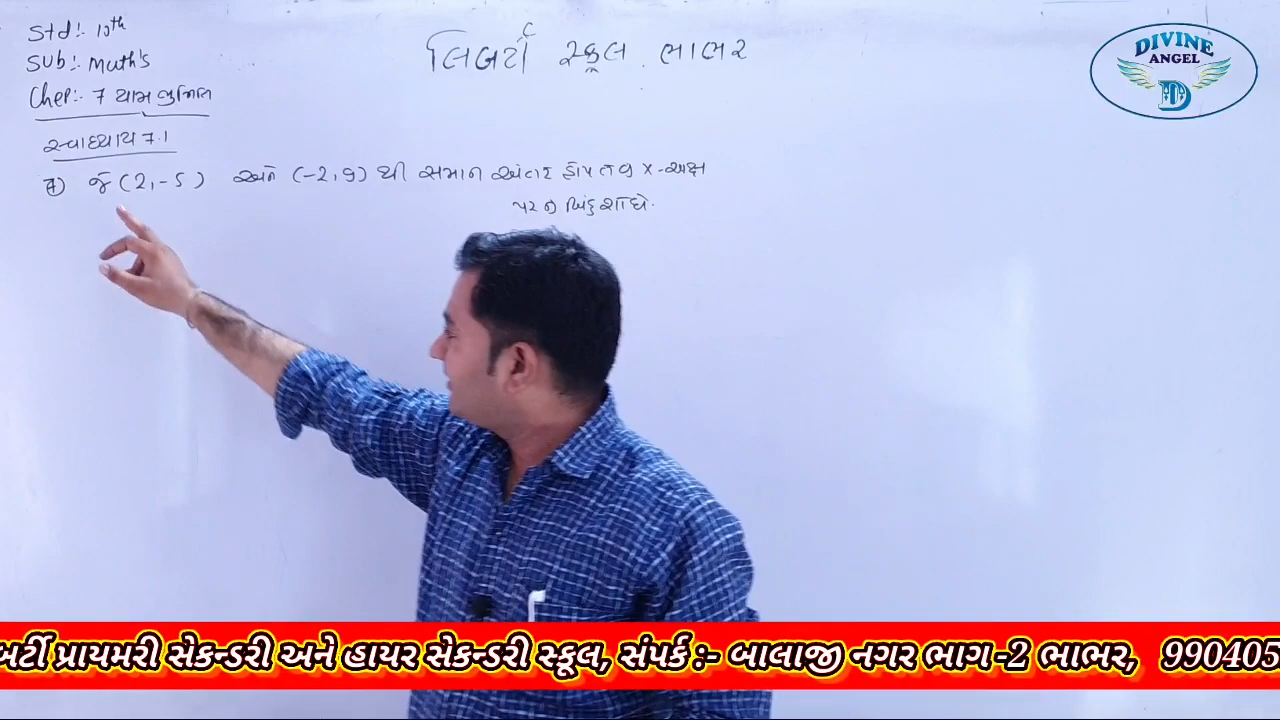 Std:- 10th
Sub:- Math's
Chep:- 7 યામ ભુમિતિ
લિબર્ટી સ્કૂલ. ભાભર
DIVINE
ANGEL
D
સ્વાધ્યાય 7.1
7) જે (2,-5) અને (-2,9) થી સમાન અંતરે હોય તેવું x-અક્ષ
પરનું બિંદુ શોધો.
બર્ટી પ્રાયમરી સેકન્ડરી અને હાયર સેકન્ડરી સ્કૂલ, સંપર્ક :- બાલાજી નગર ભાગ -2 ભાભર, 990405